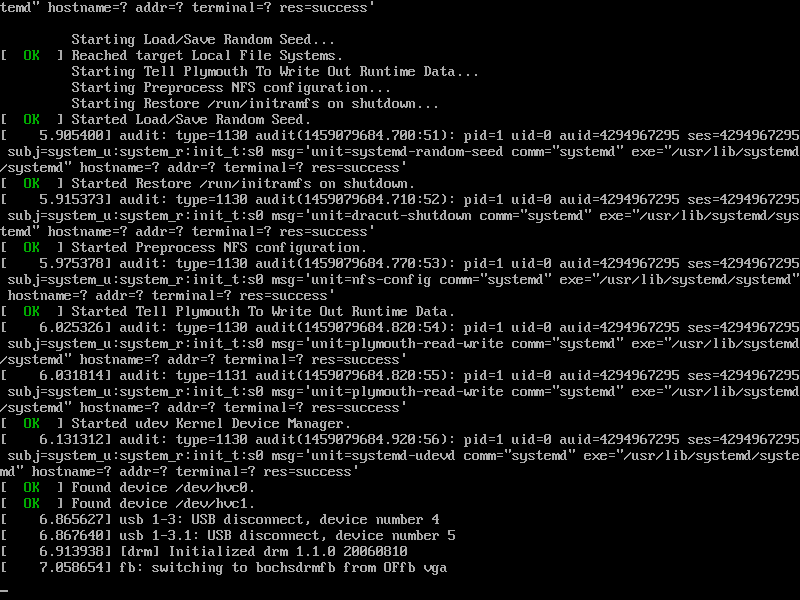 temd" hostname=? addr=? terminal=? res=success'
Starting Load/Save Random Seed...
[  OK  ] Reached target Local File Systems.
Starting Tell Plymouth To Write Out Runtime Data...
Starting Preprocess NFS configuration...
Starting Restore /run/initramfs on shutdown...
[  OK  ] Started Load/Save Random Seed.
[    5.905400] audit: type=1130 audit(1459079684.700:51): pid=1 uid=0 auid=4294967295 ses=4294967295
subj=system_u:system_r:init_t:s0 msg='unit=systemd-random-seed comm="systemd" exe="/usr/lib/systemd
/systemd" hostname=? addr=? terminal=? res=success'
[  OK  ] Started Restore /run/initramfs on shutdown.
[    5.915373] audit: type=1130 audit(1459079684.710:52): pid=1 uid=0 auid=4294967295 ses=4294967295
subj=system_u:system_r:init_t:s0 msg='unit=dracut-shutdown comm="systemd" exe="/usr/lib/systemd/sys
temd" hostname=? addr=? terminal=? res=success'
[  OK  ] Started Preprocess NFS configuration.
[    5.975378] audit: type=1130 audit(1459079684.770:53): pid=1 uid=0 auid=4294967295 ses=4294967295
subj=system_u:system_r:init_t:s0 msg='unit=nfs-config comm="systemd" exe="/usr/lib/systemd/systemd"
hostname=? addr=? terminal=? res=success'
[  OK  ] Started Tell Plymouth To Write Out Runtime Data.
[    6.025326] audit: type=1130 audit(1459079684.820:54): pid=1 uid=0 auid=4294967295 ses=4294967295
subj=system_u:system_r:init_t:s0 msg='unit=plymouth-read-write comm="systemd" exe="/usr/lib/systemd
/systemd" hostname=? addr=? terminal=? res=success'
[    6.031814] audit: type=1131 audit(1459079684.820:55): pid=1 uid=0 auid=4294967295 ses=4294967295
subj=system_u:system_r:init_t:s0 msg='unit=plymouth-read-write comm="systemd" exe="/usr/lib/systemd
/systemd" hostname=? addr=? terminal=? res=success'
[  OK  ] Started udev Kernel Device Manager.
[    6.131312] audit: type=1130 audit(1459079684.920:56): pid=1 uid=0 auid=4294967295 ses=4294967295
subj=system_u:system_r:init_t:s0 msg='unit=systemd-udevd comm="systemd" exe="/usr/lib/systemd/syste
md" hostname=? addr=? terminal=? res=success'
[  OK  ] Found device /dev/hvc0.
[  OK  ] Found device /dev/hvc1.
[    6.865627] usb 1-3: USB disconnect, device number 4
[    6.867640] usb 1-3.1: USB disconnect, device number 5
[    6.913938] [drm] Initialized drm 1.1.0 20060810
[    7.058654] fb: switching to bochsdrmfb from OFfb vga